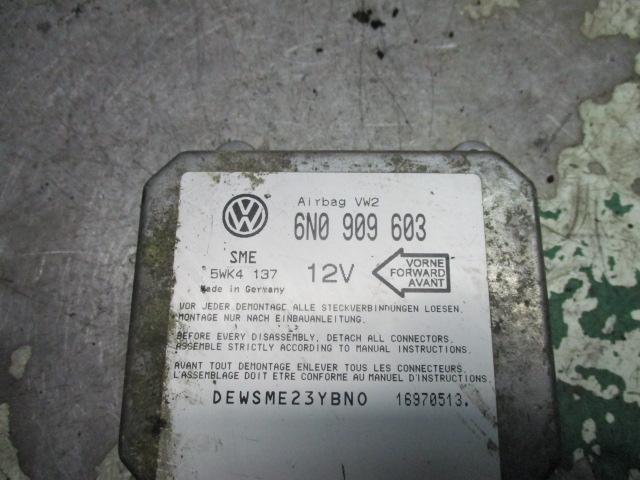 Airbag VW2
6N0 909 603
SME
5WK4 137
12V
VORNE
FORWARD
AVANT
Made in Germany
VOR JEDER DEMONTAGE ALLE STECKVERBINDUNGEN LOESEN.
MONTAGE NUR NACH EINBAUANLEITUNG.
BEFORE EVERY DISASSEMBLY, DETACH ALL CONNECTORS.
ASSEMBLE STRICTLY ACCORDING TO MANUAL INSTRUCTIONS.
AVANT TOUT DEMONTAGE ENLEVER TOUS LES CONNECTEURS.
L'ASSEMBLAGE DOIT ETRE CONFORME AU MANUEL D'INSTRUCTIONS.
DEWSME23YBNO 16970513.